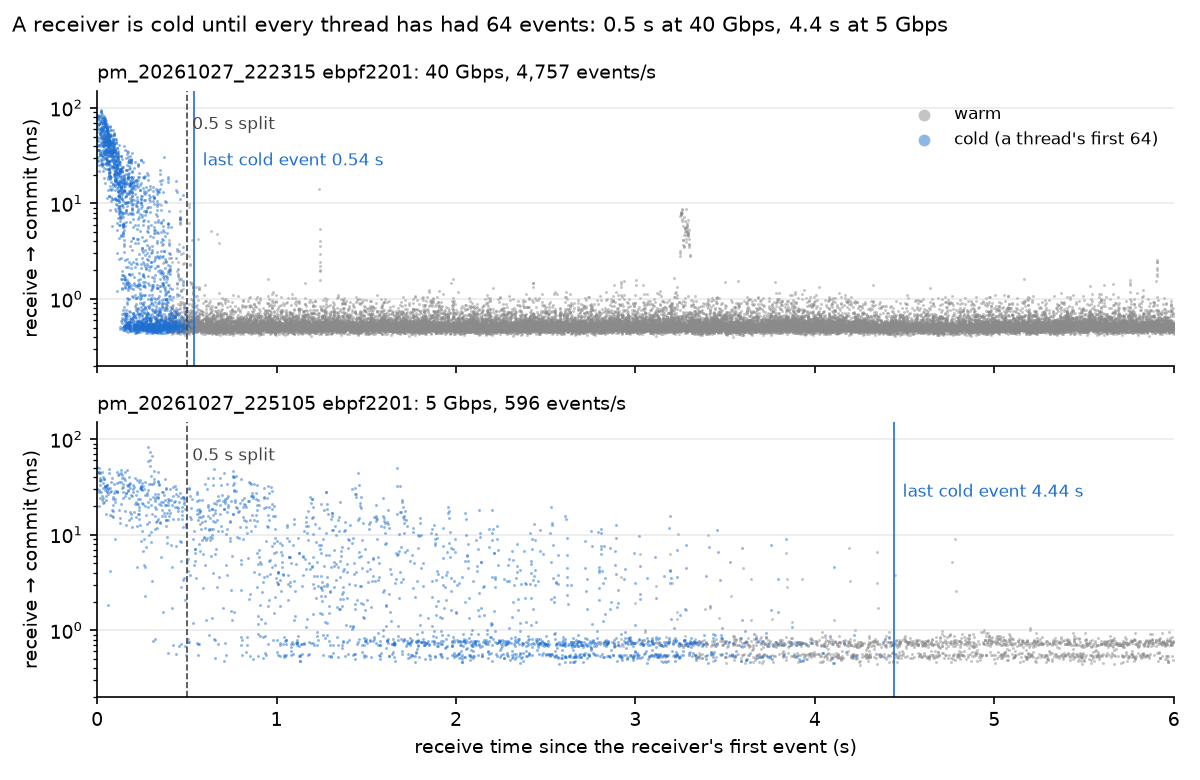 A receiver is cold until every thread has had 64 events: 0.5 s at 40 Gbps, 4.4 s at 5 Gbps
pm_20261027_222315 ebpf2201: 40 Gbps, 4,757 events/s
receive → commit (ms)
10²
10¹
10⁰
0.5 s split
last cold event 0.54 s
warm
cold (a thread's first 64)
pm_20261027_225105 ebpf2201: 5 Gbps, 596 events/s
receive → commit (ms)
10²
10¹
10⁰
0.5 s split
last cold event 4.44 s
0 1 2 3 4 5 6
receive time since the receiver's first event (s)